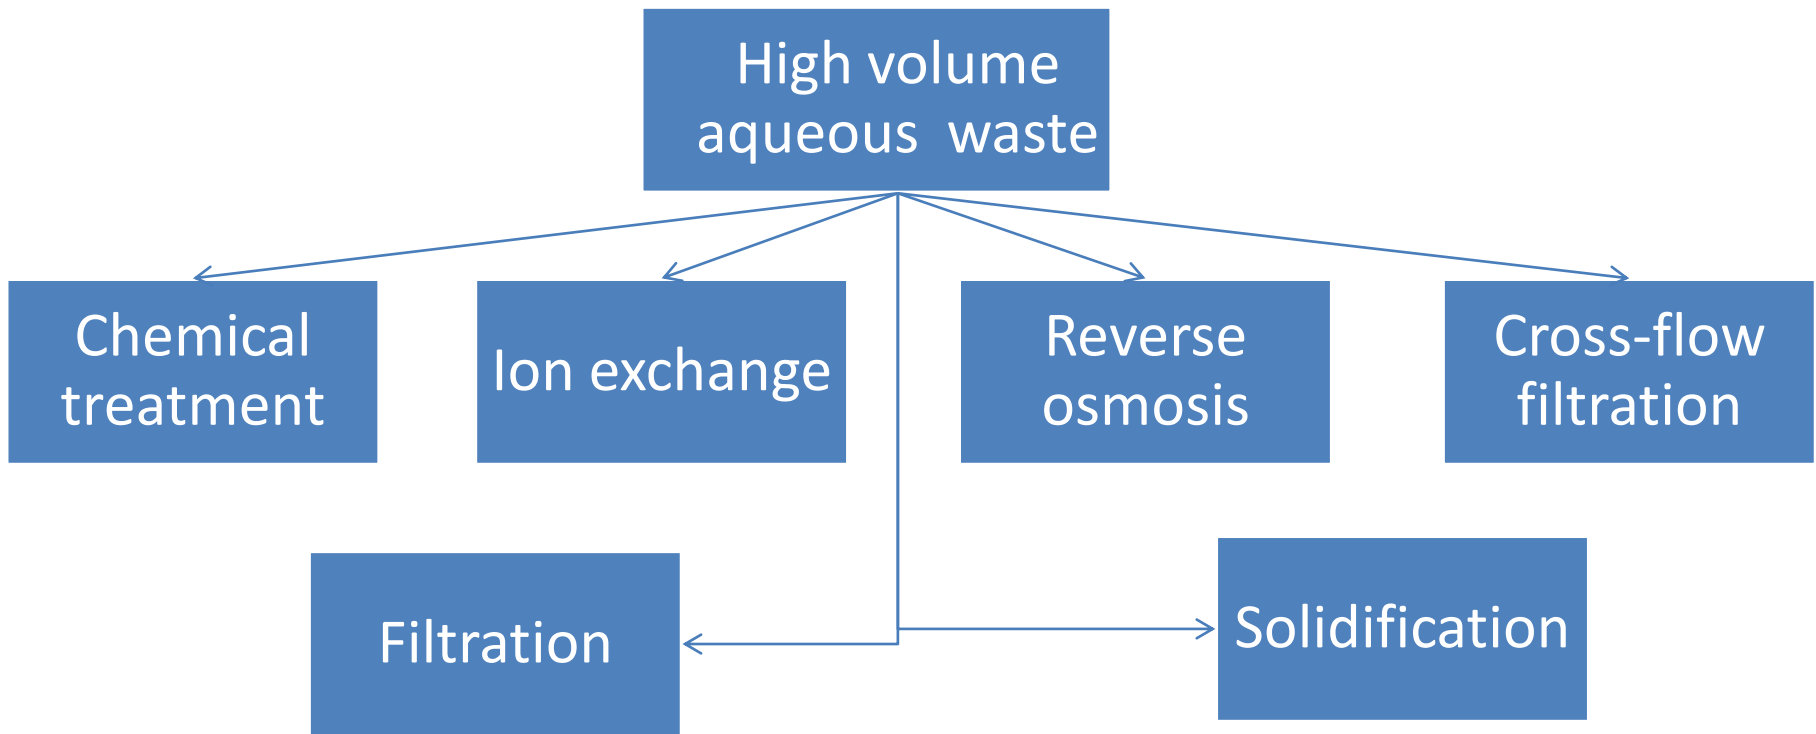 High volume
aqueous  waste
Chemical
treatment
Ion exchange
Reverse
osmosis
Cross-flow
filtration
Filtration
Solidification